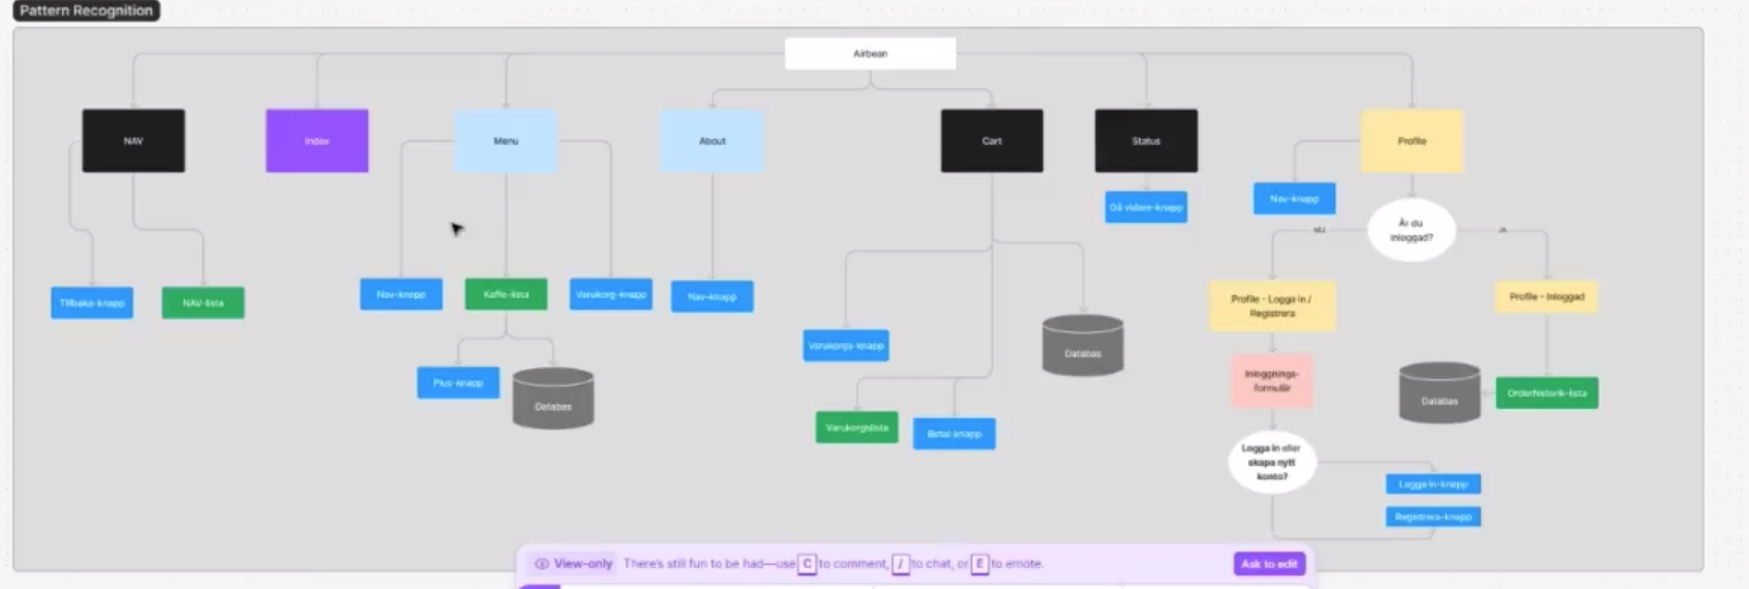 Pattern Recognition
Airbean
NAV
Index
Menu
About
Cart
Status
Profile
Gå vidare-knapp
Nav-knapp
Är du
inloggad?
NEJ
JA
Tillbaka-knapp
NAV-lista
Nav-knapp
Kaffe-lista
Varukorg-knapp
Nav-knapp
Profile - Logga in /
Registrera
Profile - Inloggad
Varukorgs-knapp
Databas
Plus-knapp
Databas
Inloggnings-
formulär
Databas
Orderhistorik-lista
Varukorgslista
Betal-knapp
Logga in eller
skapa nytt
konto?
Logga in-knapp
Registrera-knapp
View-only There's still fun to be had—use C to comment, / to chat, or E to emote. Ask to edit